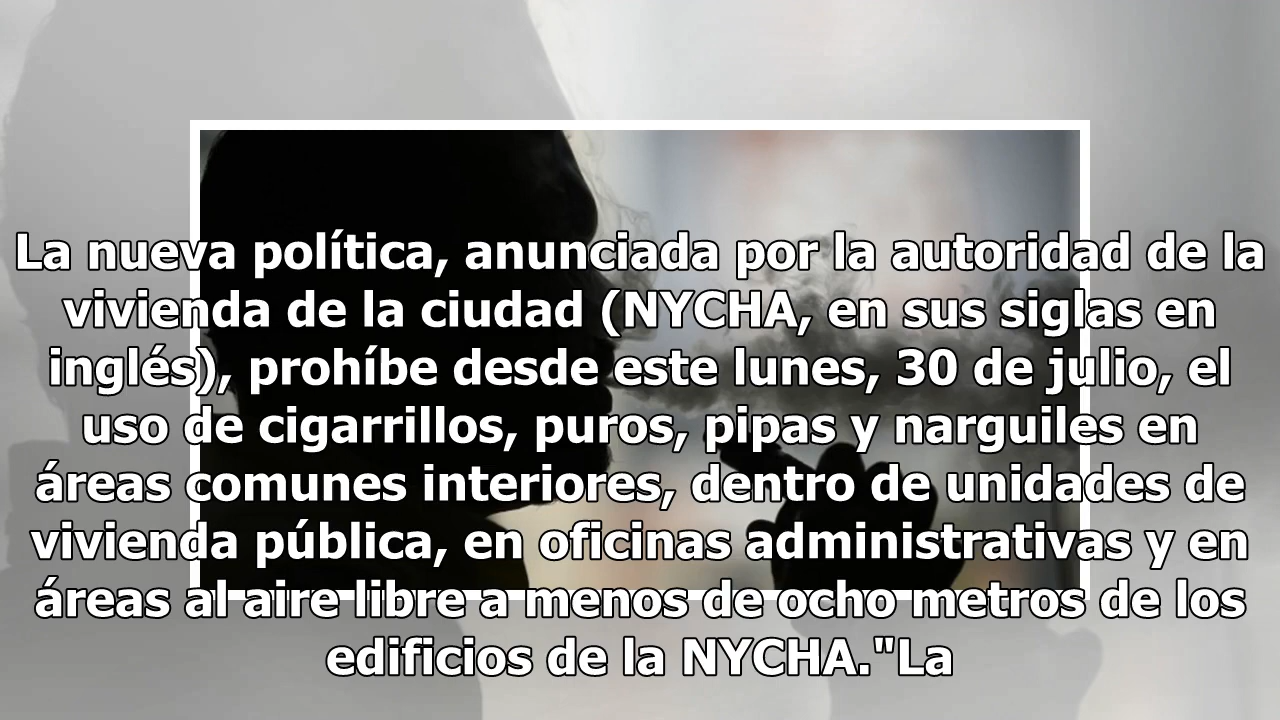 La nueva política, anunciada por la autoridad de la
vivienda de la ciudad (NYCHA, en sus siglas en
inglés), prohíbe desde este lunes, 30 de julio, el
uso de cigarrillos, puros, pipas y narguiles en
áreas comunes interiores, dentro de unidades de
vivienda pública, en oficinas administrativas y en
áreas al aire libre a menos de ocho metros de los
edificios de la NYCHA."La